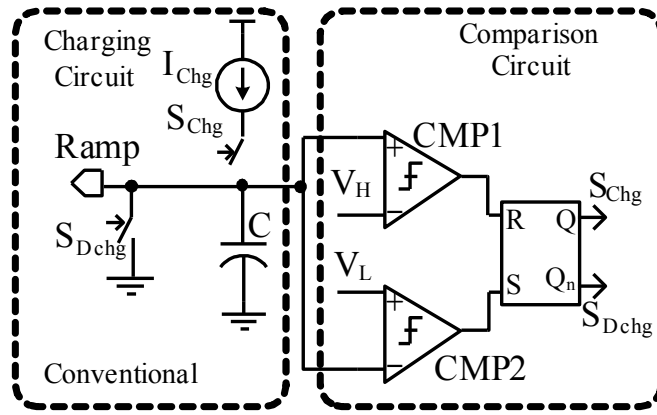 Charging
Circuit
I_Chg
S_Chg
Ramp
S_Dchg
C
Conventional
Comparison
Circuit
+
CMP1
V_H
−
V_L
+
−
CMP2
R
Q
S
Q_n
S_Chg
S_Dchg